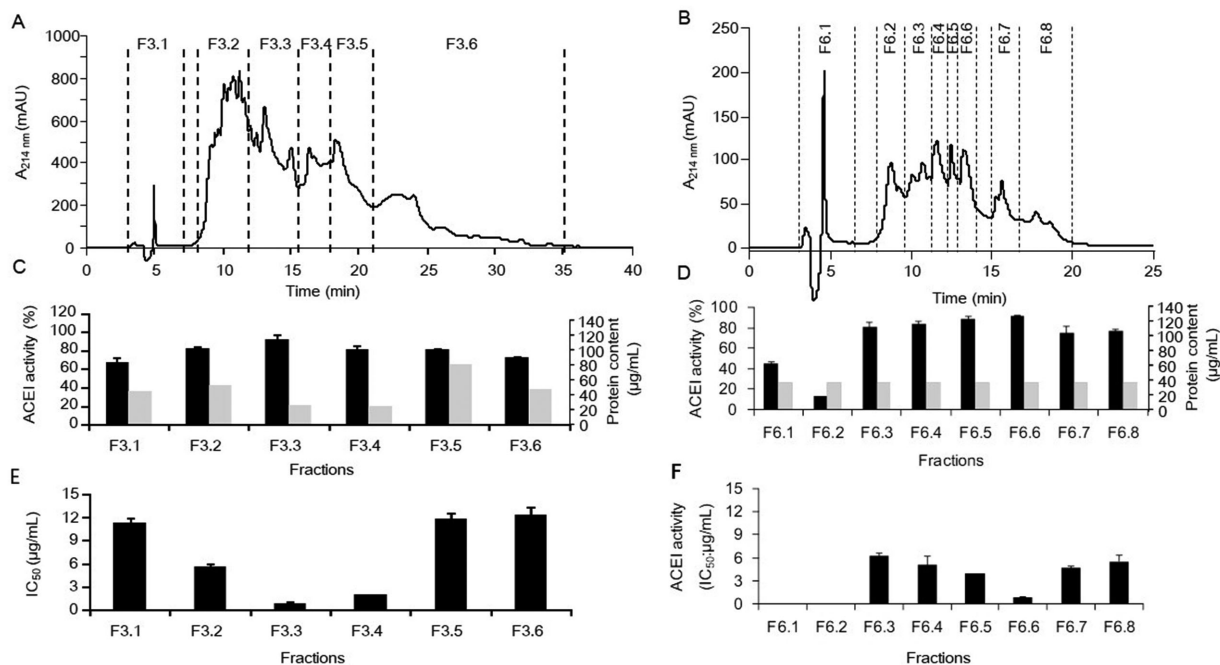 A
F3.1 F3.2 F3.3 F3.4 F3.5 F3.6
1000
800
600
400
200
0
A214 nm (mAU)
0 5 10 15 20 25 30 35 40
Time (min)
B
F6.1 F6.2 F6.3 F6.4 F6.5 F6.6 F6.7 F6.8
250
200
150
100
50
0
A214 nm (mAU)
0 5 10 15 20 25
Time (min)
C
120
100
80
60
40
20
0
ACEI activity (%)
140
120
100
80
60
40
20
0
Protein content
(µg/mL)
F3.1 F3.2 F3.3 F3.4 F3.5 F3.6
Fractions
D
100
80
60
40
20
0
ACEI activity (%)
140
120
100
80
60
40
20
0
Protein content
(µg/mL)
F6.1 F6.2 F6.3 F6.4 F6.5 F6.6 F6.7 F6.8
Fractions
E
15
12
9
6
3
0
IC50 (µg/mL)
F3.1 F3.2 F3.3 F3.4 F3.5 F3.6
Fractions
F
15
12
9
6
3
0
ACEI activity
(IC50:µg/mL)
F6.1 F6.2 F6.3 F6.4 F6.5 F6.6 F6.7 F6.8
Fractions